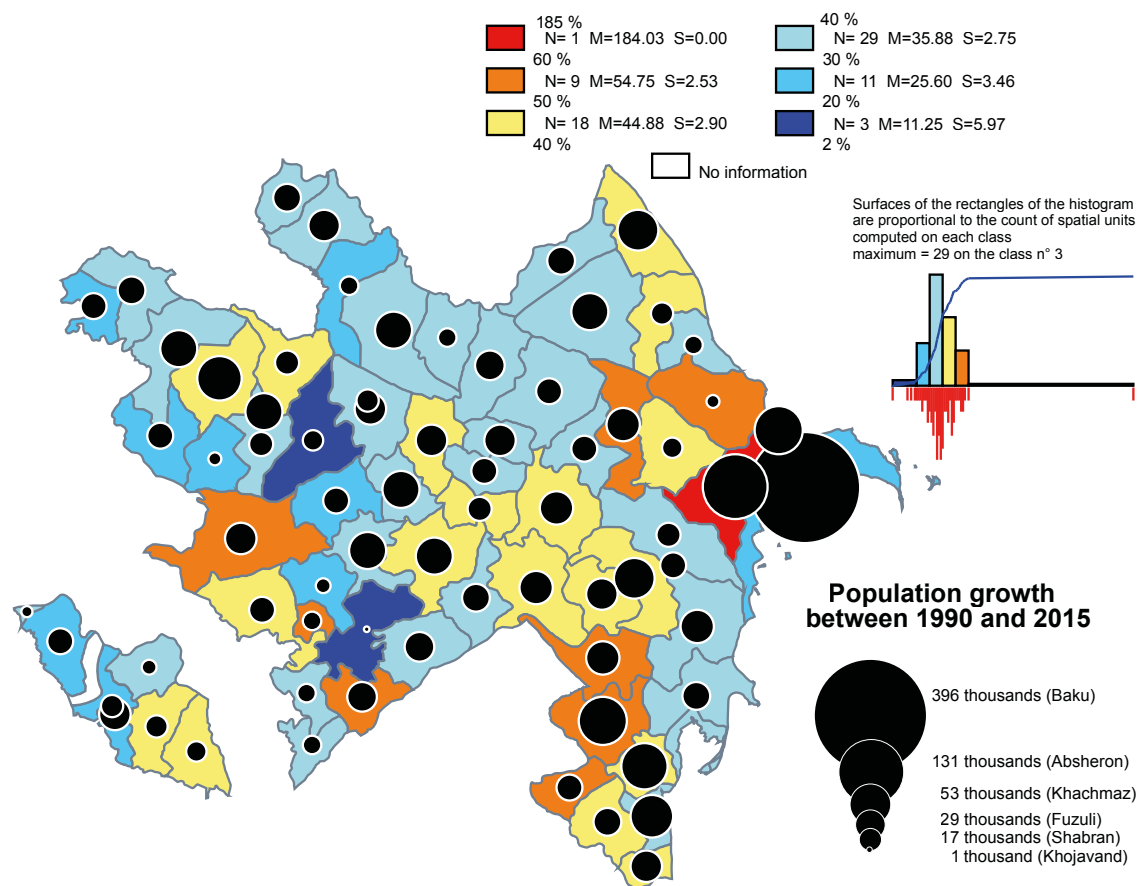 185 %
N= 1 M=184.03 S=0.00
60 %
N= 9 M=54.75 S=2.53
50 %
N= 18 M=44.88 S=2.90
40 %
40 %
N= 29 M=35.88 S=2.75
30 %
N= 11 M=25.60 S=3.46
20 %
N= 3 M=11.25 S=5.97
2 %
No information
Surfaces of the rectangles of the histogram
are proportional to the count of spatial units
computed on each class
maximum = 29 on the class n° 3
Population growth
between 1990 and 2015
396 thousands (Baku)
131 thousands (Absheron)
53 thousands (Khachmaz)
29 thousands (Fuzuli)
17 thousands (Shabran)
1 thousand (Khojavand)